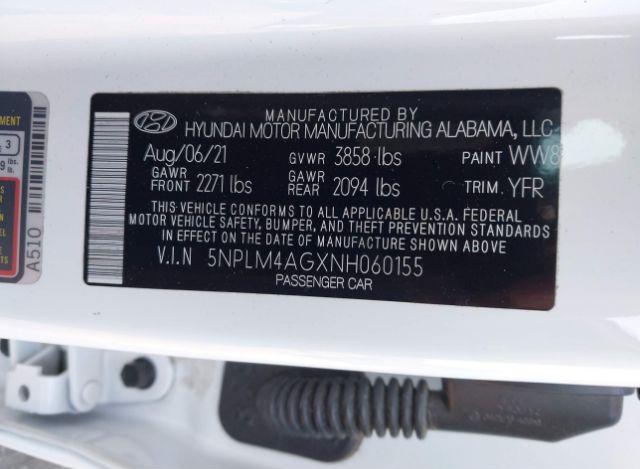 MANUFACTURED BY
HYUNDAI MOTOR MANUFACTURING ALABAMA, LLC
Aug/06/21 GVWR 3858 lbs PAINT WW8
GAWR FRONT 2271 lbs GAWR REAR 2094 lbs TRIM. YFR
THIS VEHICLE CONFORMS TO ALL APPLICABLE U.S.A. FEDERAL
MOTOR VEHICLE SAFETY, BUMPER, AND THEFT PREVENTION STANDARDS
IN EFFECT ON THE DATE OF MANUFACTURE SHOWN ABOVE.
V.I.N 5NPLM4AGXNH060155
PASSENGER CAR
A510
3
lbs.